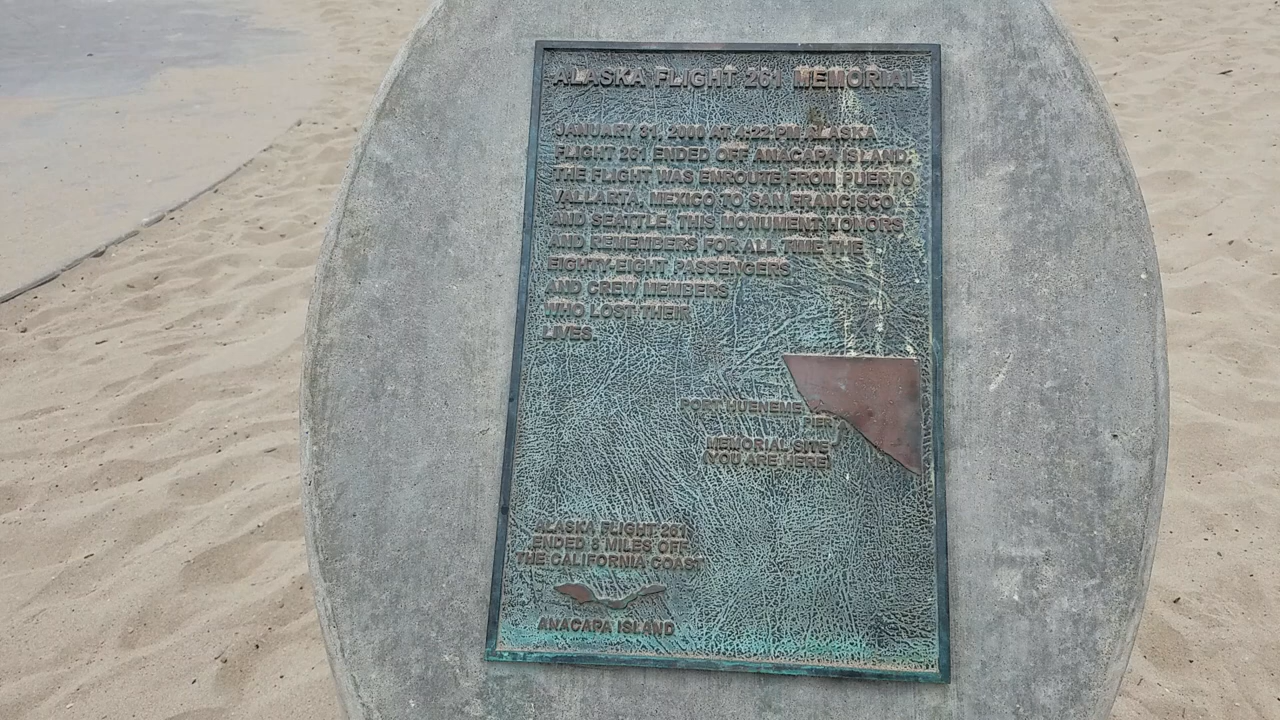 ALASKA FLIGHT 261 MEMORIAL
JANUARY 31, 2000 AT 4:22 PM ALASKA
FLIGHT 261 ENDED OFF ANACAPA ISLAND.
THE FLIGHT WAS ENROUTE FROM PUERTO
VALLARTA, MEXICO TO SAN FRANCISCO
AND SEATTLE. THIS MONUMENT HONORS
AND REMEMBERS FOR ALL TIME THE
EIGHTY-EIGHT PASSENGERS
AND CREW MEMBERS
WHO LOST THEIR
LIVES.
PORT HUENEME
PIER
MEMORIAL SITE
(YOU ARE HERE)
ALASKA FLIGHT 261
ENDED 8 MILES OFF
THE CALIFORNIA COAST
ANACAPA ISLAND